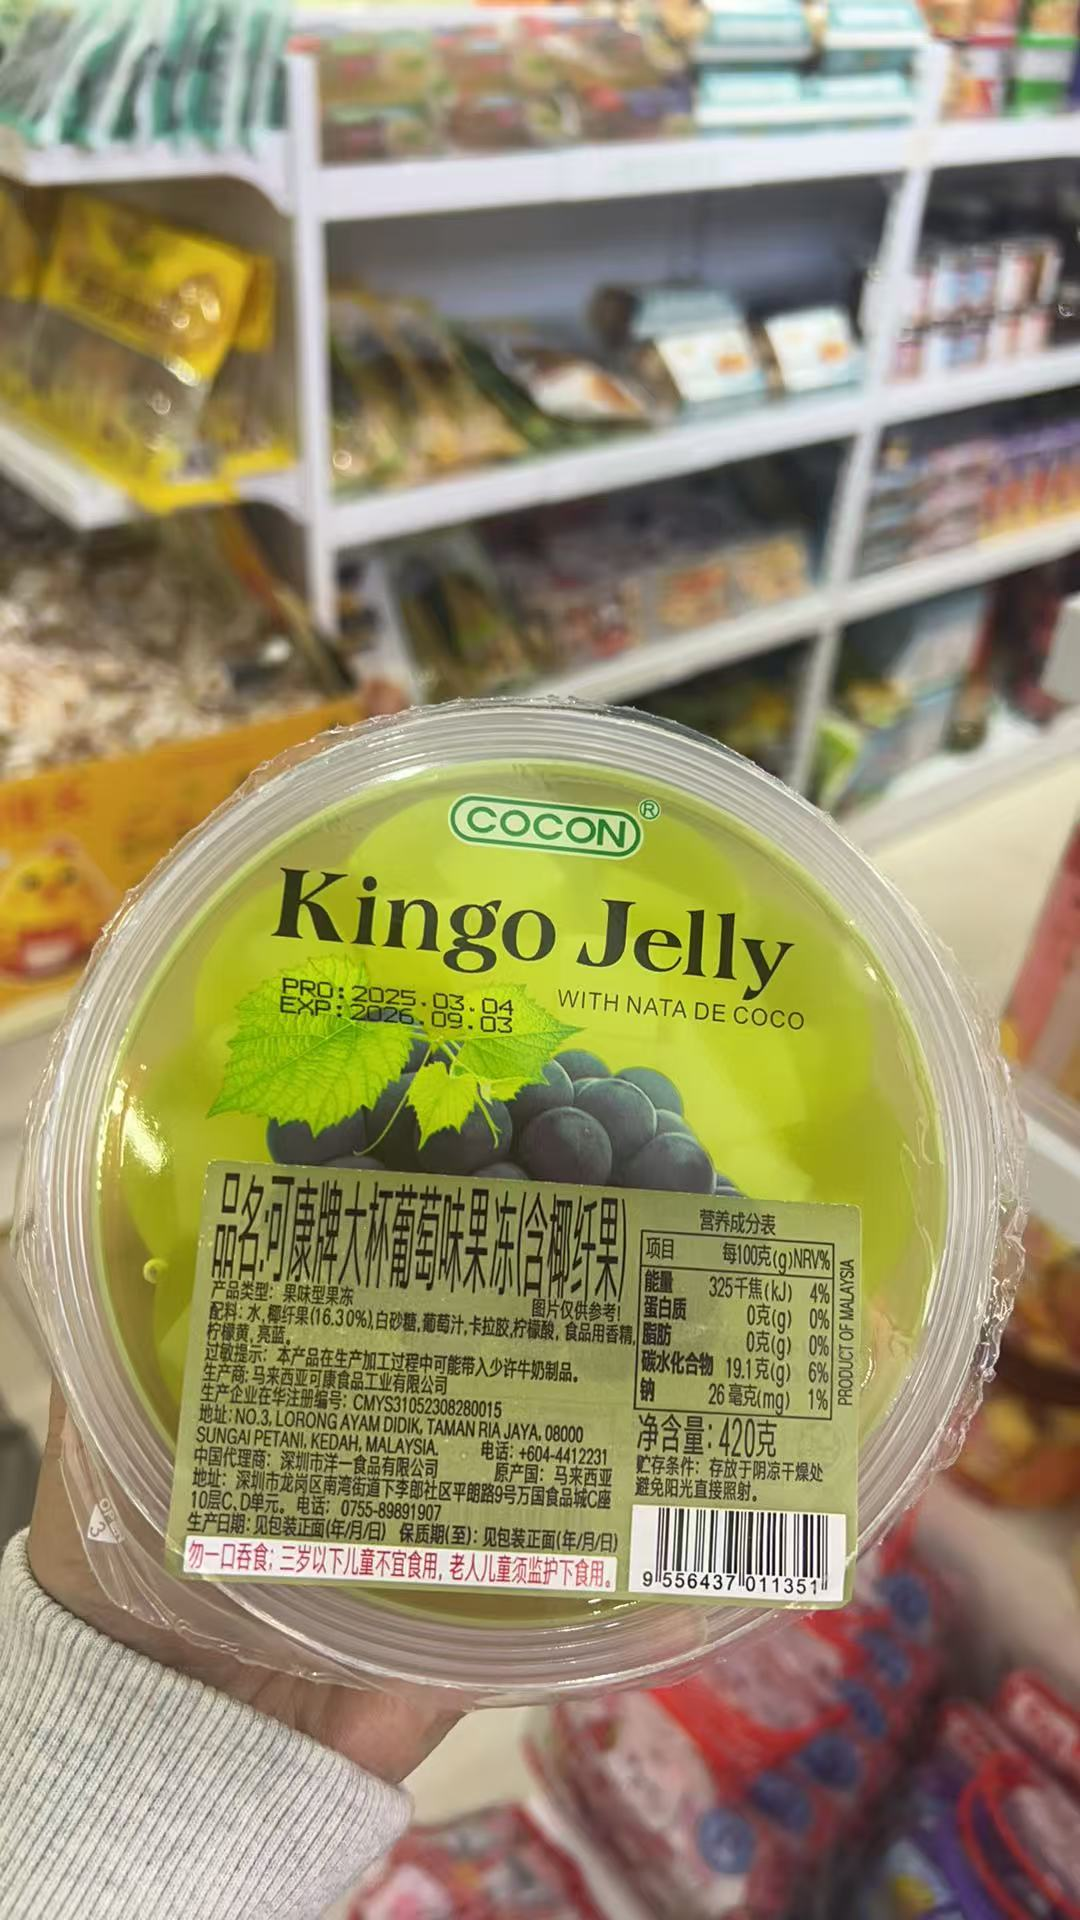 COCON®
Kingo Jelly
WITH NATA DE COCO
PRO:2025.03.04
EXP:2026.09.03
品名:可康牌大杯葡萄味果冻(含椰纤果)
产品类型：果味型果冻
图片仅供参考!
配料：水,椰纤果(16.30%),白砂糖,葡萄汁,卡拉胶,柠檬酸，食品用香精,
柠檬黄,亮蓝。
过敏提示：本产品在生产加工过程中可能带入少许牛奶制品。
生产商：马来西亚可康食品工业有限公司
生产企业在华注册编号：CMYS31052308280015
地址：NO.3, LORONG AYAM DIDIK, TAMAN RIA JAYA, 08000
SUNGAI PETANI, KEDAH, MALAYSIA. 电话：+604-4412231
中国代理商：深圳市洋一食品有限公司 原产国：马来西亚
地址：深圳市龙岗区南湾街道下李郎社区平朗路9号万国食品城C座
10层C、D单元。电话：0755-89891907
生产日期：见包装正面(年/月/日) 保质期(至)：见包装正面(年/月/日)
勿一口吞食；三岁以下儿童不宜食用，老人儿童须监护下食用。
营养成分表
项目 每100克(g) NRV%
能量 325千焦(kJ) 4%
蛋白质 0克(g) 0%
脂肪 0克(g) 0%
碳水化合物 19.1克(g) 6%
钠 26毫克(mg) 1%
PRODUCT OF MALAYSIA
净含量：420克
贮存条件：存放于阴凉干燥处
避免阳光直接照射。
9 556437 011351